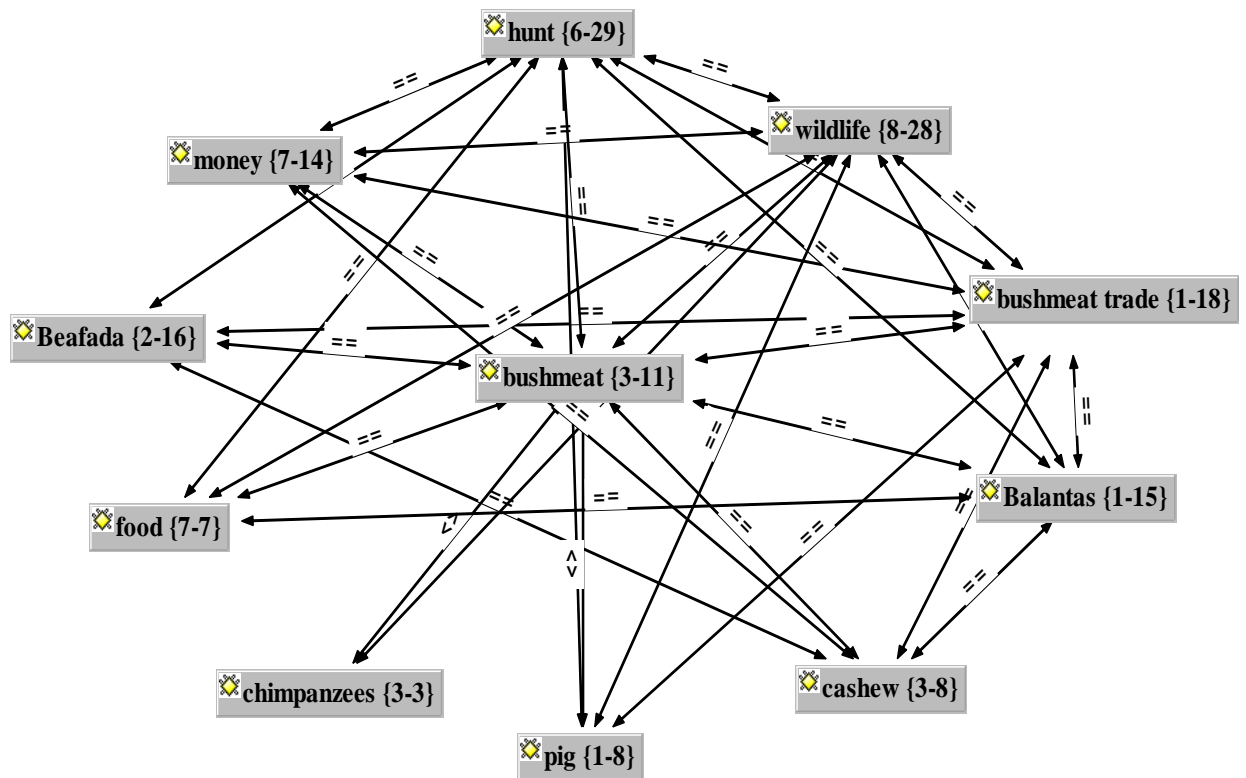 hunt {6-29}
==
==
wildlife {8-28}
==
money {7-14}
==
==
==
==
==
==
==
bushmeat trade {1-18}
==
==
==
Beafada {2-16}
==
==
bushmeat {3-11}
==
==
==
==
==
==
==
Balantas {1-15}
==
==
food {7-7}
<>
==
==
<>
==
chimpanzees {3-3}
cashew {3-8}
pig {1-8}